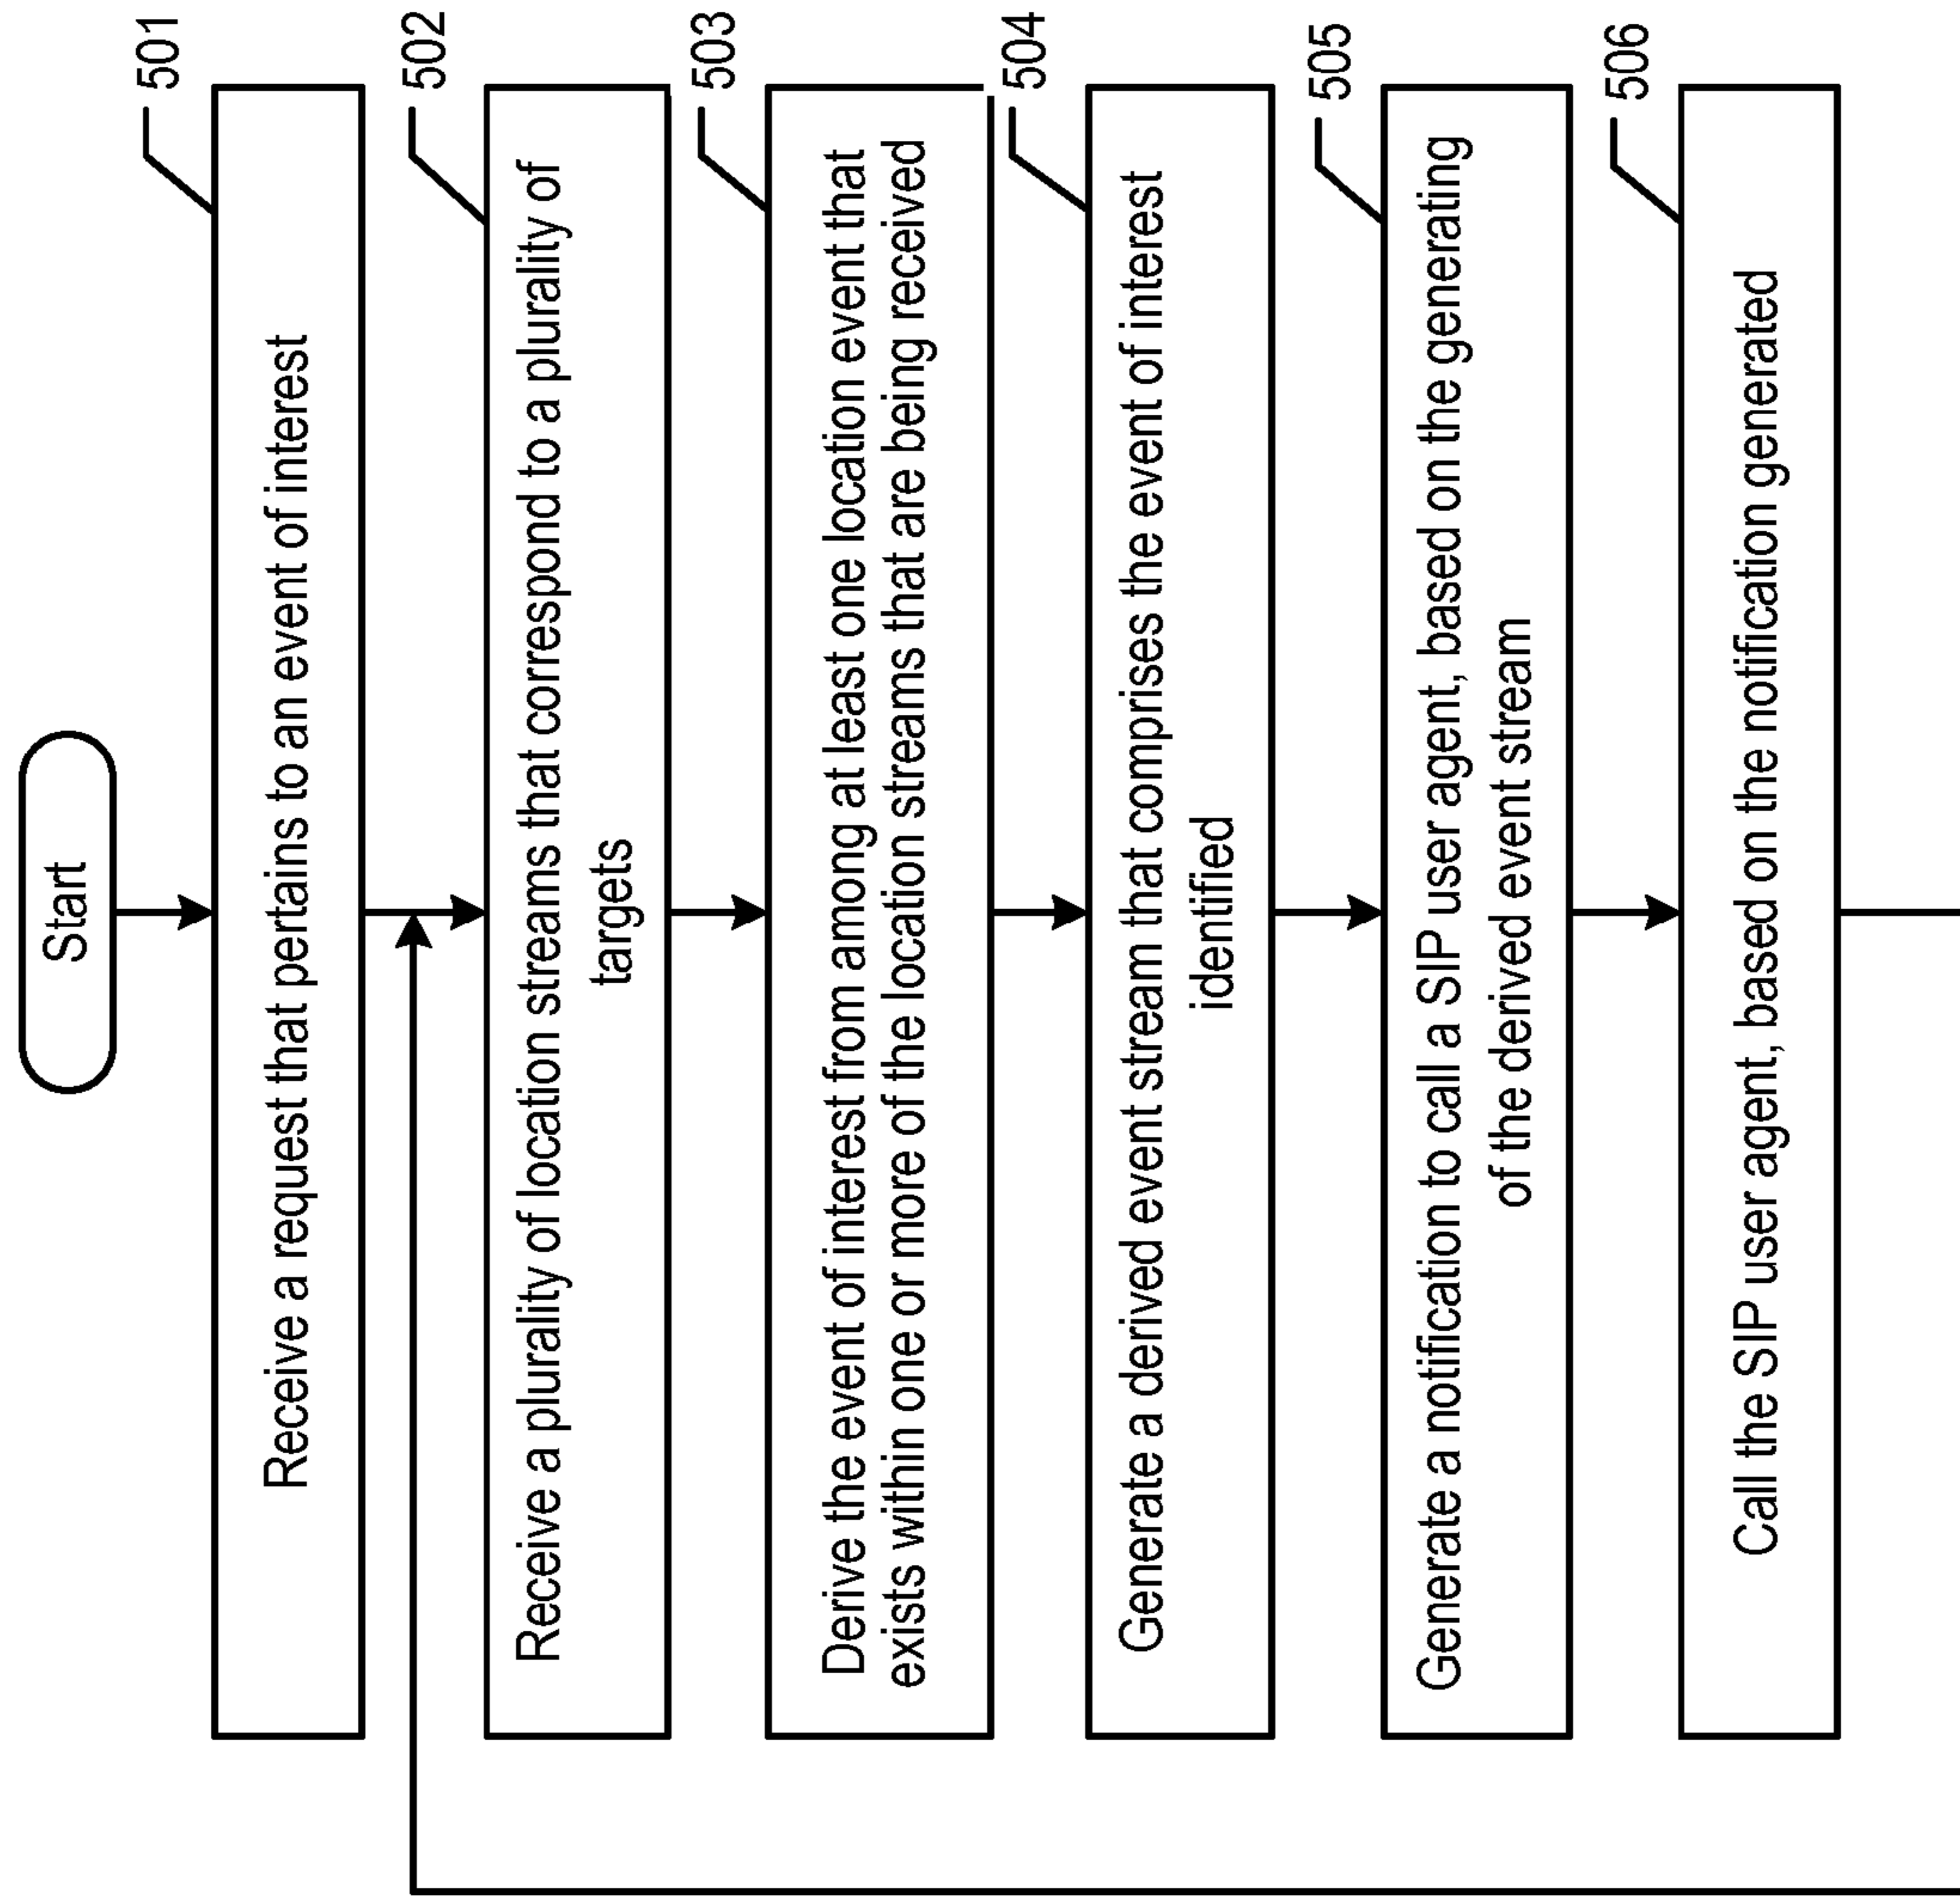 Start
501
Receive a request that pertains to an event of interest
502
Receive a plurality of location streams that correspond to a plurality of
targets
503
Derive the event of interest from among at least one location event that
exists within one or more of the location streams that are being received
504
Generate a derived event stream that comprises the event of interest
identified
505
Generate a notification to call a SIP user agent, based on the generating
of the derived event stream
506
Call the SIP user agent, based on the notification generated